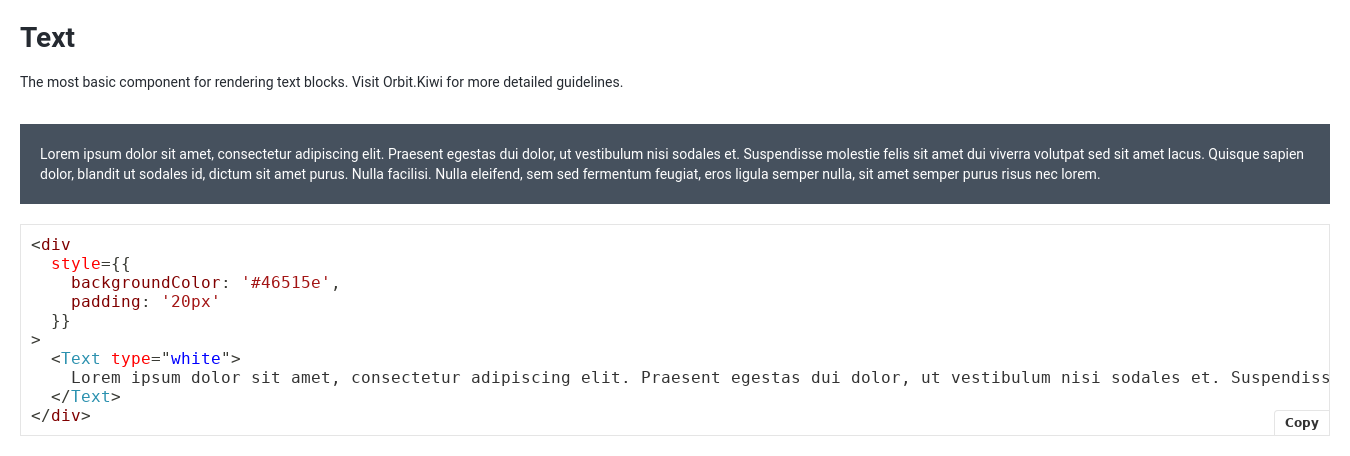 Text
The most basic component for rendering text blocks. Visit Orbit.Kiwi for more detailed guidelines.
Lorem ipsum dolor sit amet, consectetur adipiscing elit. Praesent egestas dui dolor, ut vestibulum nisi sodales et. Suspendisse molestie felis sit amet dui viverra volutpat sed sit amet lacus. Quisque sapien
dolor, blandit ut sodales id, dictum sit amet purus. Nulla facilisi. Nulla eleifend, sem sed fermentum feugiat, eros ligula semper nulla, sit amet semper purus risus nec lorem.
<div
  style={{
    backgroundColor: '#46515e',
    padding: '20px'
  }}
>
  <Text type="white">
    Lorem ipsum dolor sit amet, consectetur adipiscing elit. Praesent egestas dui dolor, ut vestibulum nisi sodales et. Suspendiss
  </Text>
</div>
Copy